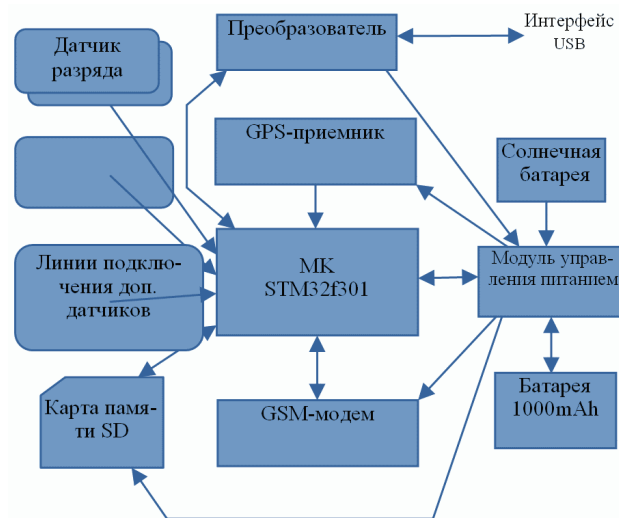 Датчик
разряда
Преобразователь
Интерфейс
USB
GPS-приемник
Солнечная
батарея
Линии подклю-
чения доп.
датчиков
МК
STM32f301
Модуль управ-
ления питанием
Карта памя-
ти SD
GSM-модем
Батарея
1000mAh